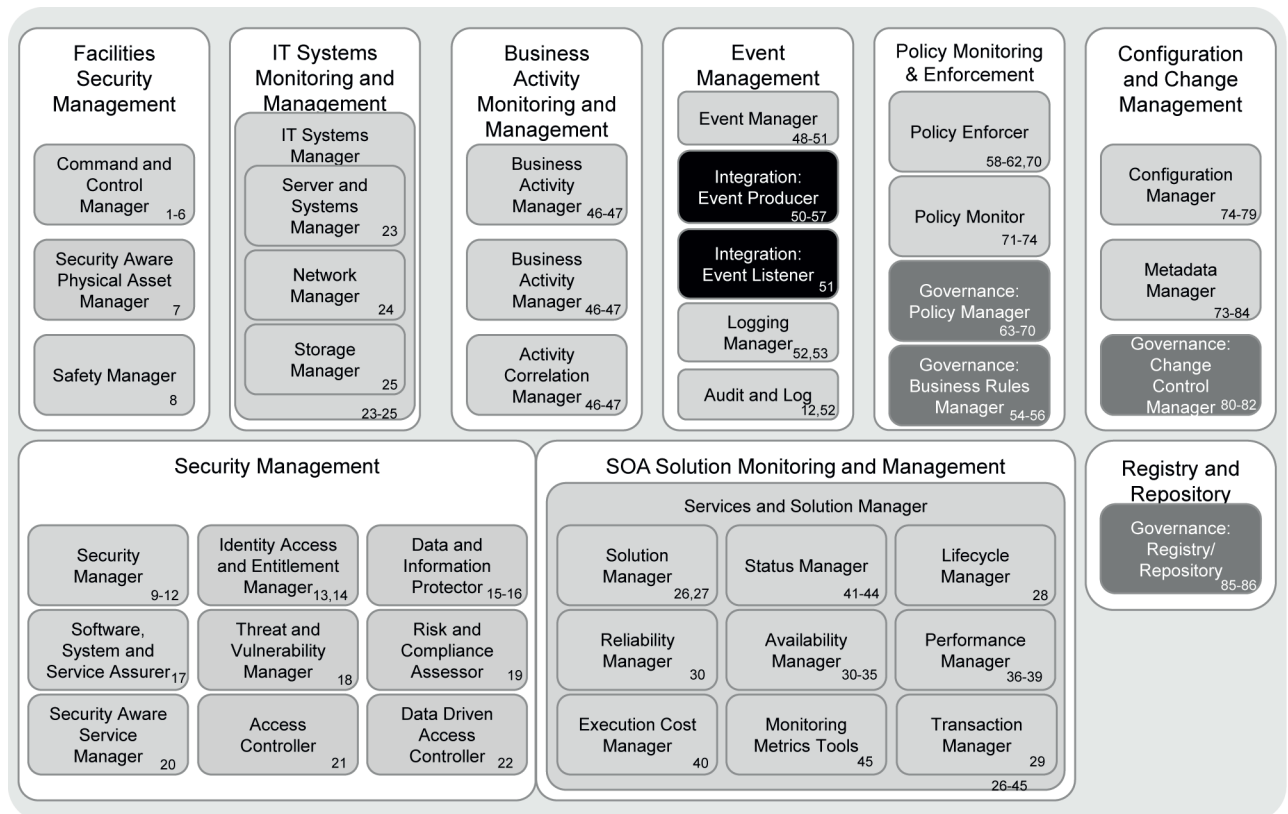 Facilities
Security
Management
Command and
Control
Manager
1-6
Security Aware
Physical Asset
Manager
7
Safety Manager
8
IT Systems
Monitoring and
Management
IT Systems
Manager
Server and
Systems
Manager
23
Network
Manager
24
Storage
Manager
25
23-25
Business
Activity
Monitoring and
Management
Business
Activity
Manager
46-47
Business
Activity
Manager
46-47
Activity
Correlation
Manager
46-47
Event
Management
Event Manager
48-51
Integration:
Event Producer
50-57
Integration:
Event Listener
51
Logging
Manager
52,53
Audit and Log
12,52
Policy Monitoring
& Enforcement
Policy Enforcer
58-62,70
Policy Monitor
71-74
Governance:
Policy Manager
63-70
Governance:
Business Rules
Manager
54-56
Configuration
and Change
Management
Configuration
Manager
74-79
Metadata
Manager
73-84
Governance:
Change
Control
Manager
80-82
Security Management
Security
Manager
9-12
Identity Access
and Entitlement
Manager
13,14
Data and
Information
Protector
15-16
Software,
System and
Service Assurer
17
Threat and
Vulnerability
Manager
18
Risk and
Compliance
Assessor
19
Security Aware
Service
Manager
20
Access
Controller
21
Data Driven
Access
Controller
22
SOA Solution Monitoring and Management
Services and Solution Manager
Solution
Manager
26,27
Status Manager
41-44
Lifecycle
Manager
28
Reliability
Manager
30
Availability
Manager
30-35
Performance
Manager
36-39
Execution Cost
Manager
40
Monitoring
Metrics Tools
45
Transaction
Manager
29
26-45
Registry and
Repository
Governance:
Registry/
Repository
85-86